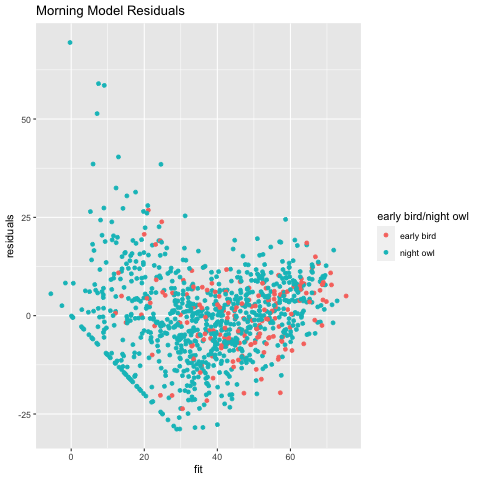 Morning Model Residuals
50
25
0
-25
residuals
0
20
40
60
fit
early bird/night owl
early bird
night owl